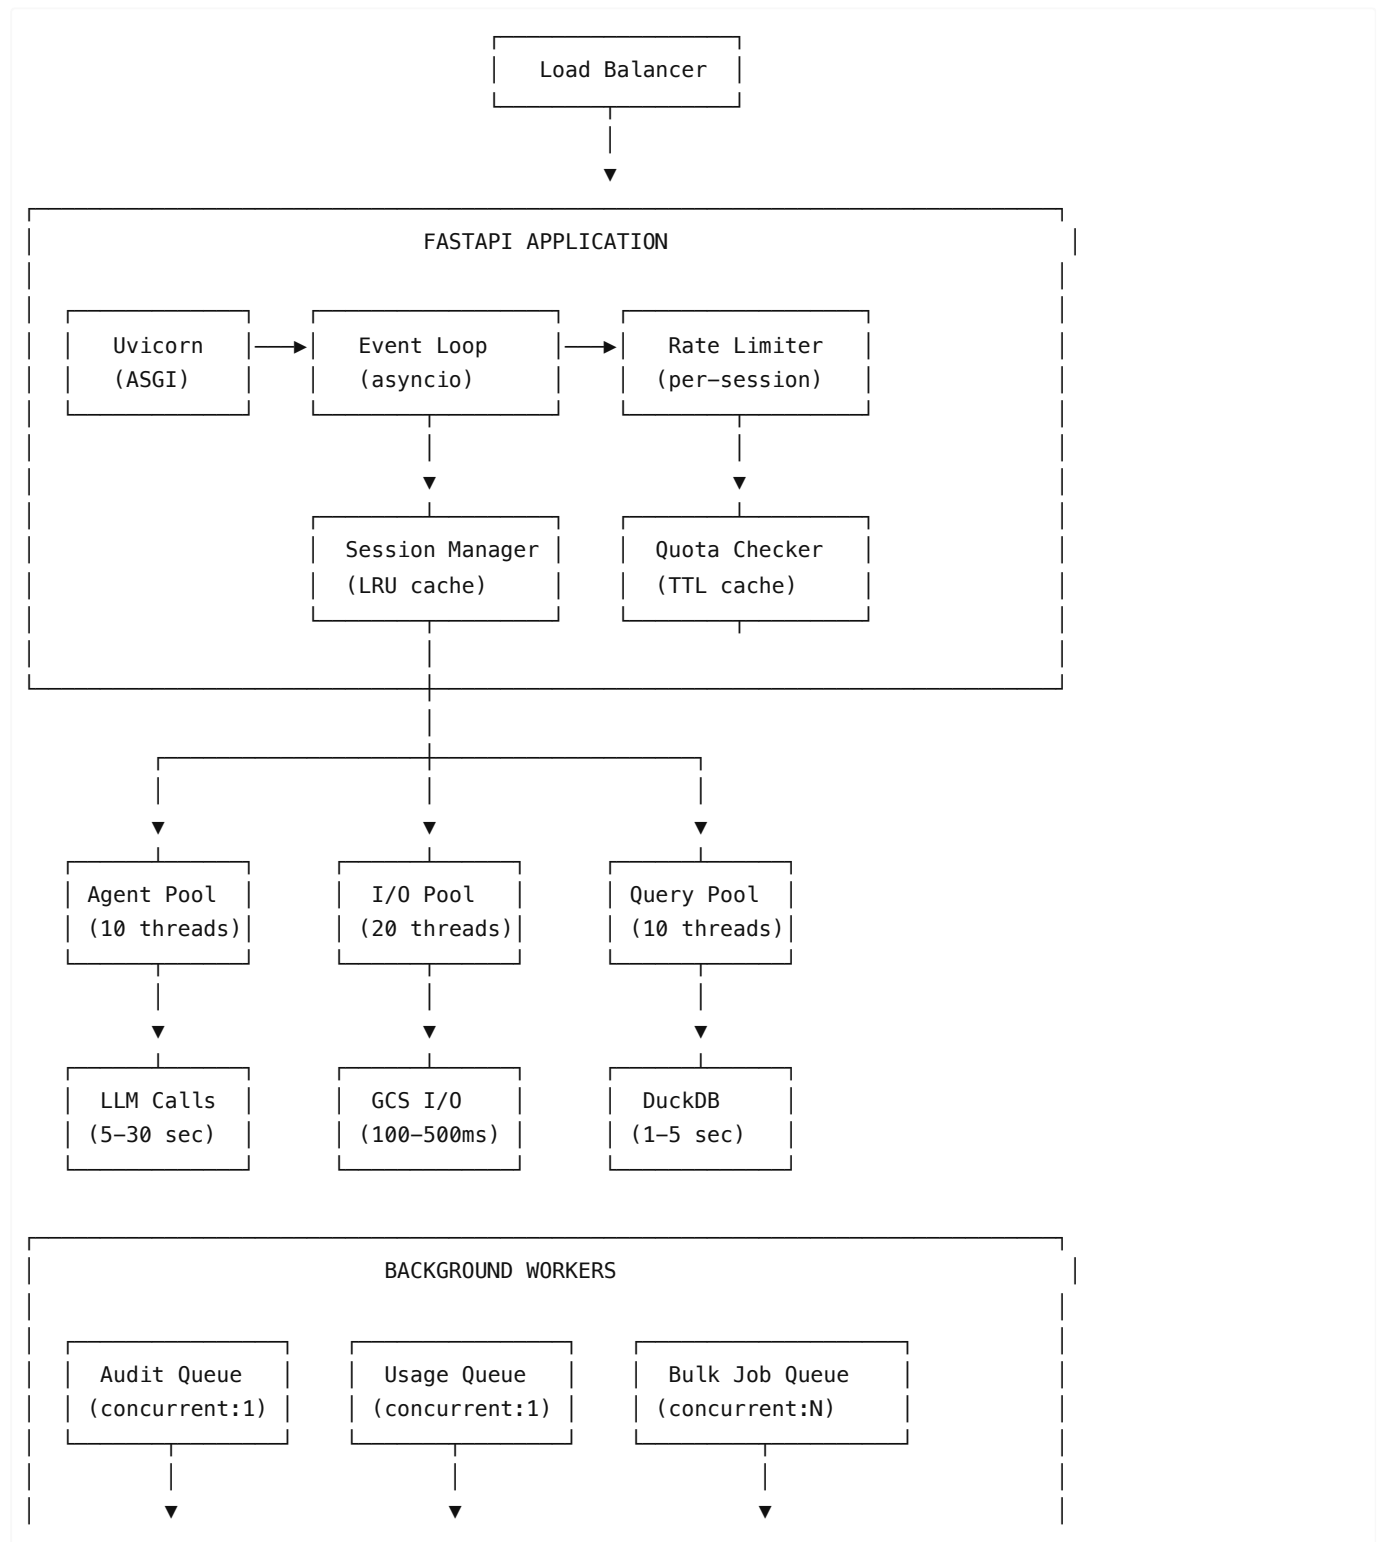 Load Balancer
FASTAPI APPLICATION
Uvicorn Event Loop Rate Limiter
(ASGI) (asyncio) (per-session)
Session Manager Quota Checker
(LRU cache) (TTL cache)
Agent Pool I/O Pool Query Pool
(10 threads) (20 threads) (10 threads)
LLM Calls GCS I/O DuckDB
(5-30 sec) (100-500ms) (1-5 sec)
BACKGROUND WORKERS
Audit Queue Usage Queue Bulk Job Queue
(concurrent:1) (concurrent:1) (concurrent:N)